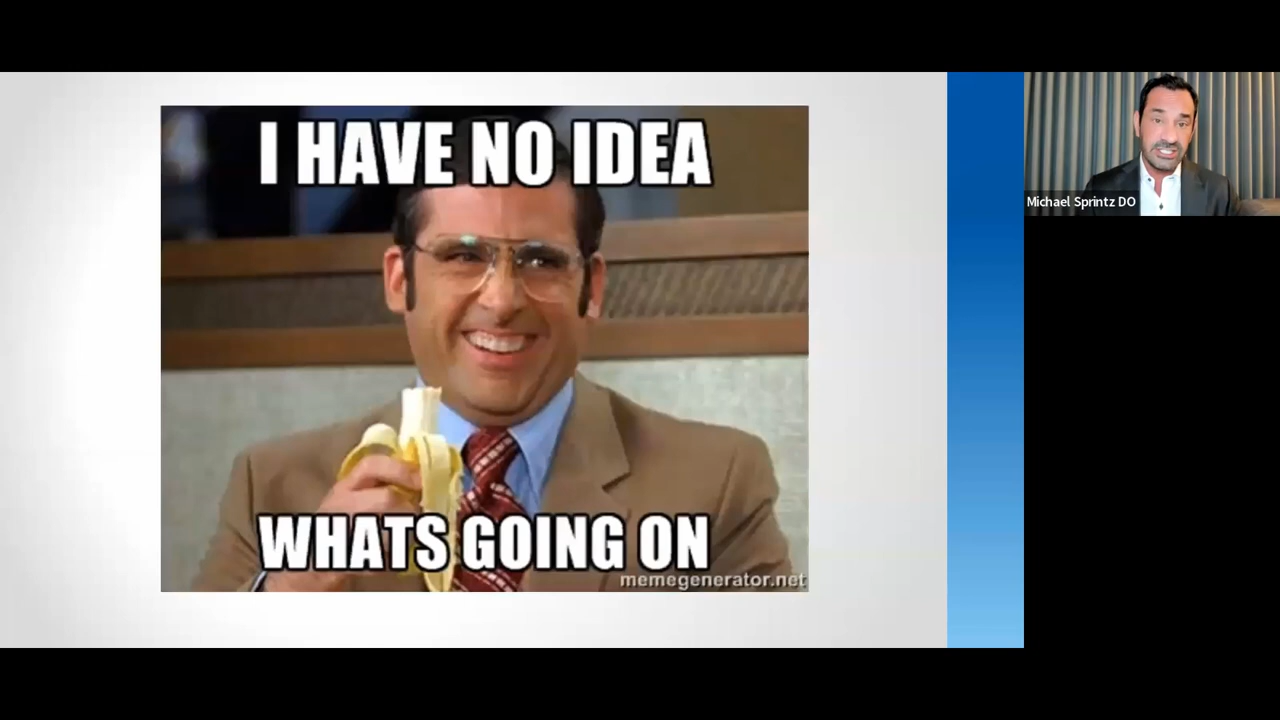 I HAVE NO IDEA
WHATS GOING ON
memegenerator.net
Michael Sprintz DO